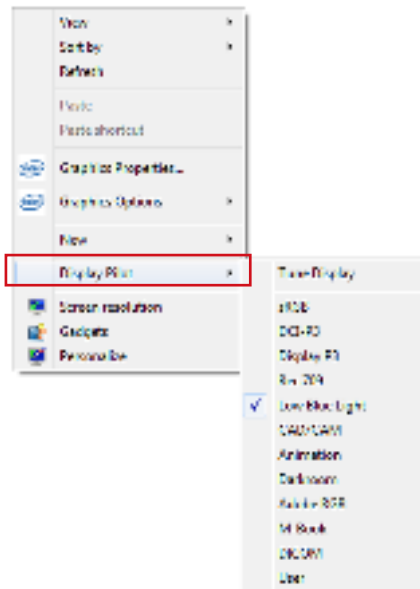 View
Sort by
Refresh
Paste
Paste shortcut
Graphics Properties...
Graphics Options
New
Display Pilot
Screen resolution
Gadgets
Personalize
Tune Display
sRGB
DCI-P3
Display P3
Rec. 709
Low Blue Light
CAD/CAM
Animation
Darkroom
Adobe RGB
M-Book
DICOM
User